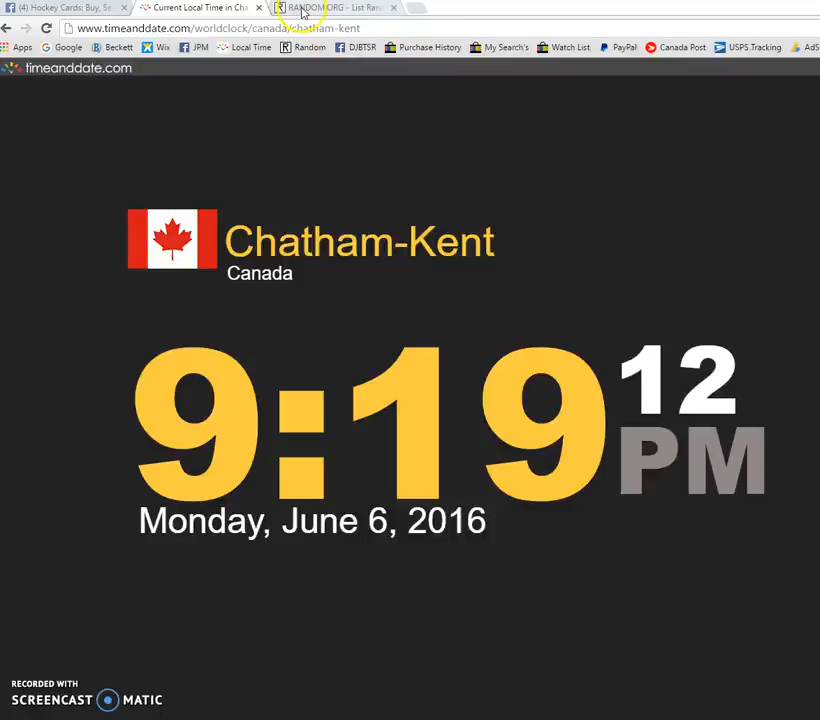 (4) Hockey Cards: Buy, Se
Current Local Time in Cha
RANDOM.ORG - List Ran
www.timeanddate.com/worldclock/canada/chatham-kent
Apps Google Beckett Wix JPM Local Time Random DJBTSR Purchase History My Search's Watch List PayPal Canada Post USPS.Tracking AdS
timeanddate.com
Chatham-Kent
Canada
9:19 12 PM
Monday, June 6, 2016
RECORDED WITH
SCREENCAST MATIC